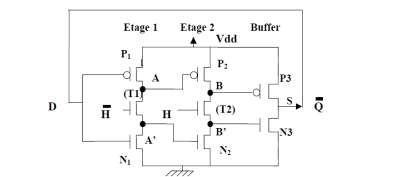 Etage 1 Etage 2 Buffer
Vdd
P1 P2
A B P3
(T1) (T2) S
D H̅ H Q̅
A' B' N3
N1 N2